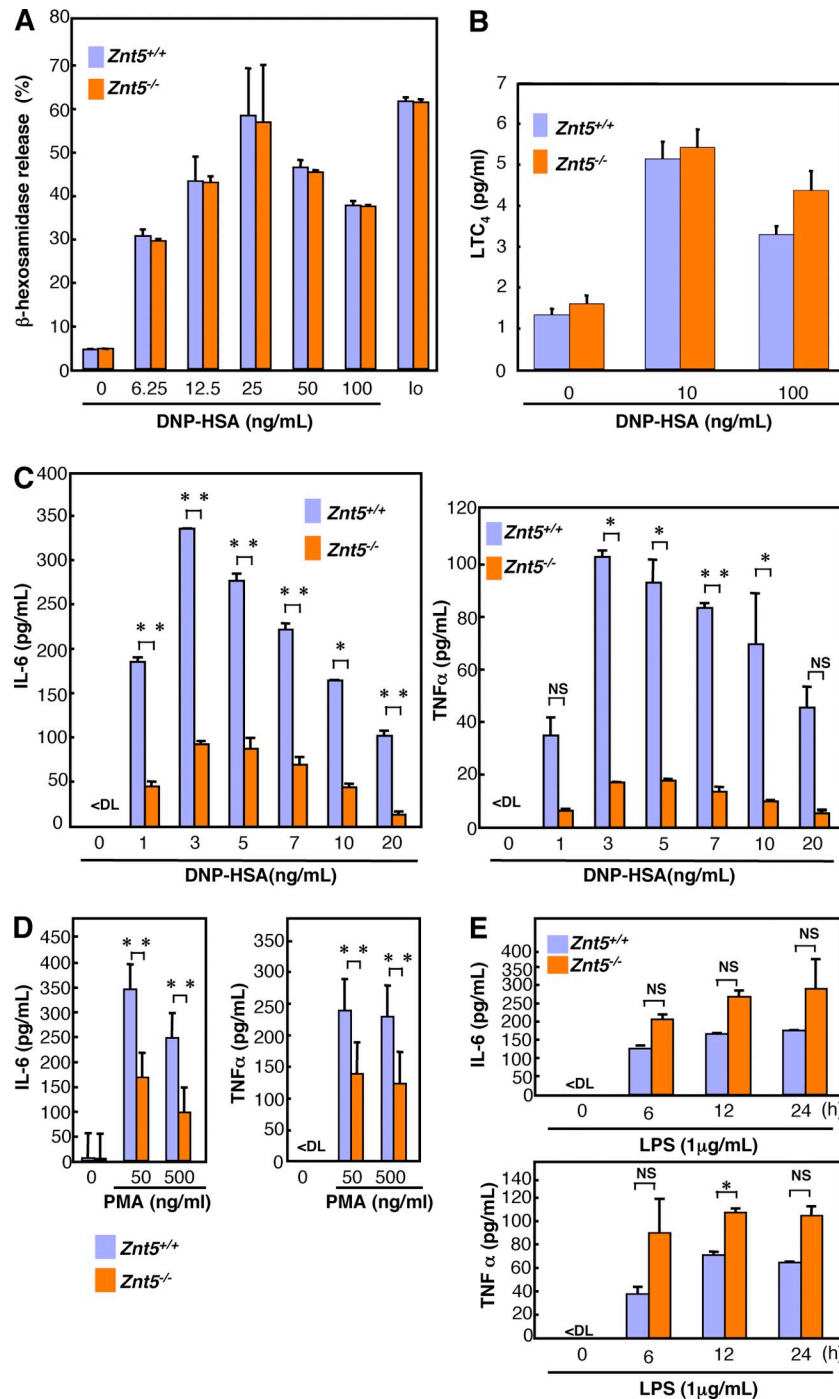 A
80
70
60
50
40
30
20
10
0
β-hexosamidase release (%)
Znt5+/+
Znt5-/-
0 6.25 12.5 25 50 100 Io
DNP-HSA (ng/mL)
B
7
6
5
4
3
2
1
0
LTC4 (pg/ml)
Znt5+/+
Znt5-/-
0 10 100
DNP-HSA (ng/mL)
C
400
350
300
250
200
150
100
50
0
IL-6 (pg/mL)
Znt5+/+
Znt5-/-
<DL
* *
* *
* *
* *
*
* *
0 1 3 5 7 10 20
DNP-HSA(ng/mL)
120
100
80
60
40
20
0
TNFα (pg/mL)
Znt5+/+
Znt5-/-
<DL
NS
*
*
* *
*
NS
0 1 3 5 7 10 20
DNP-HSA(ng/mL)
D
450
400
350
300
250
200
150
100
50
0
IL-6 (pg/mL)
* *
* *
0 50 500
PMA (ng/ml)
350
300
250
200
150
100
50
0
TNFα (pg/mL)
<DL
* *
* *
0 50 500
PMA (ng/ml)
Znt5+/+
Znt5-/-
E
Znt5+/+
Znt5-/-
400
350
300
250
200
150
100
50
0
IL-6 (pg/mL)
<DL
NS
NS
NS
0 6 12 24 (h)
LPS (1μg/mL)
140
120
100
80
60
40
20
0
TNF α (pg/mL)
<DL
NS
*
NS
0 6 12 24 (h)
LPS (1μg/mL)